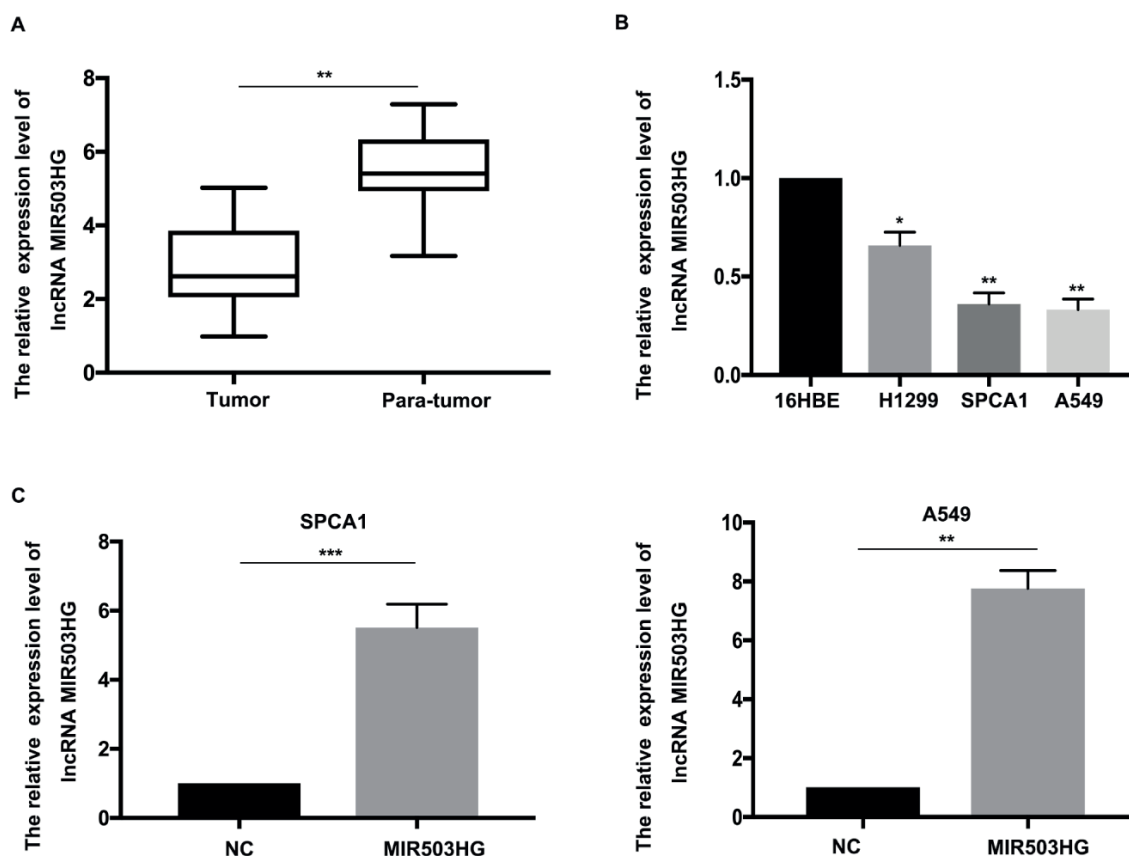 A
The relative expression level of
lncRNA MIR503HG
8
6
4
2
0
**
Tumor
Para-tumor
B
The relative expression level of
lncRNA MIR503HG
1.5
1.0
0.5
0.0
*
**
**
16HBE
H1299
SPCA1
A549
C
SPCA1
The relative expression level of
lncRNA MIR503HG
8
6
4
2
0
***
NC
MIR503HG
A549
The relative expression level of
lncRNA MIR503HG
10
8
6
4
2
0
**
NC
MIR503HG